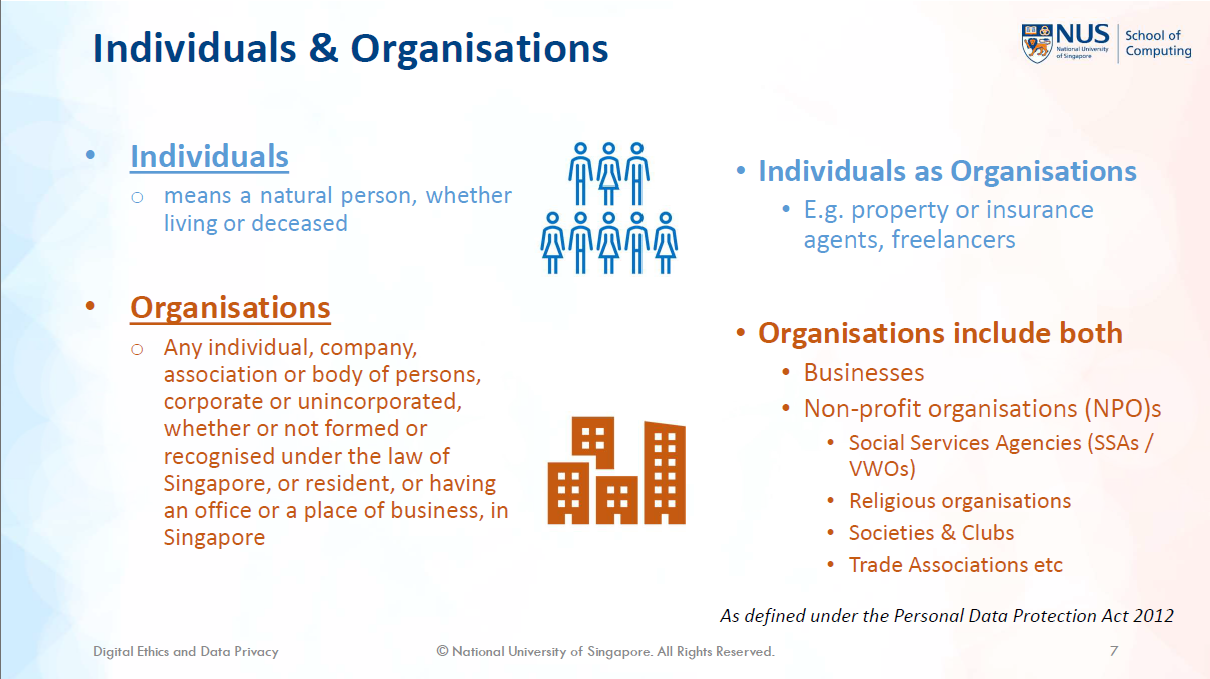 Individuals & Organisations
NUS
National University
of Singapore
School of
Computing
• Individuals
o means a natural person, whether
living or deceased
• Organisations
o Any individual, company,
association or body of persons,
corporate or unincorporated,
whether or not formed or
recognised under the law of
Singapore, or resident, or having
an office or a place of business, in
Singapore
• Individuals as Organisations
• E.g. property or insurance
agents, freelancers
• Organisations include both
• Businesses
• Non-profit organisations (NPO)s
• Social Services Agencies (SSAs /
VWOs)
• Religious organisations
• Societies & Clubs
• Trade Associations etc
As defined under the Personal Data Protection Act 2012
Digital Ethics and Data Privacy
© National University of Singapore. All Rights Reserved.
7